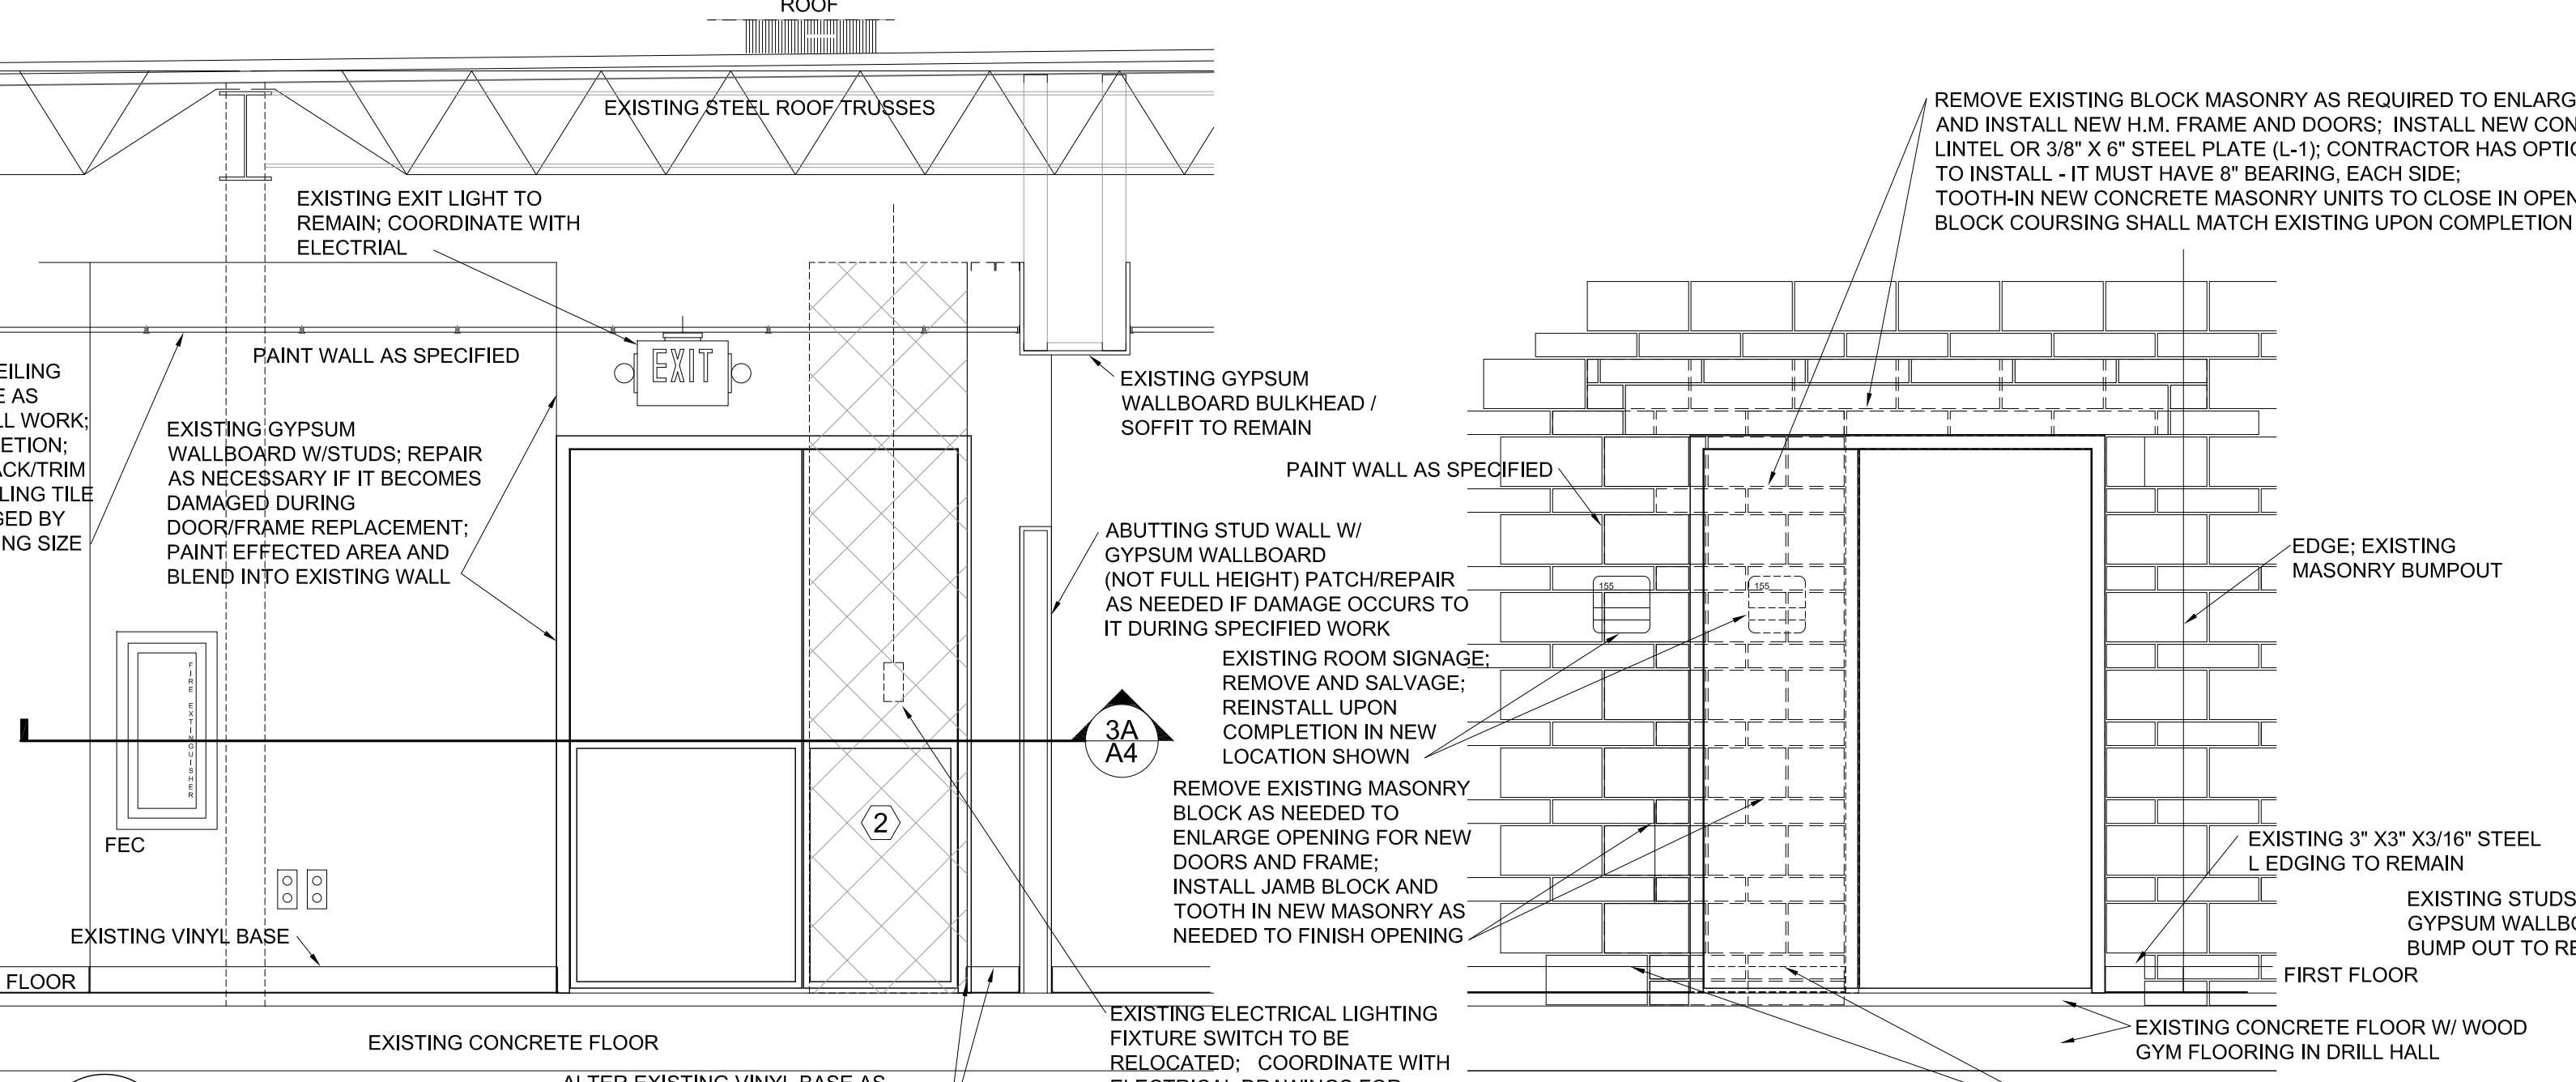 ROOF
EXISTING STEEL ROOF TRUSSES
EXISTING EXIT LIGHT TO
REMAIN; COORDINATE WITH
ELECTRIAL
PAINT WALL AS SPECIFIED
EXIT
EILING
E AS
LL WORK;
ETION;
ACK/TRIM
LING TILE
GED BY
NG SIZE
EXISTING GYPSUM
WALLBOARD W/STUDS; REPAIR
AS NECESSARY IF IT BECOMES
DAMAGED DURING
DOOR/FRAME REPLACEMENT;
PAINT EFFECTED AREA AND
BLEND INTO EXISTING WALL
FIRE EXTINGUISHER
FEC
EXISTING VINYL BASE
FLOOR
EXISTING CONCRETE FLOOR
2
3A
A4
EXISTING GYPSUM
WALLBOARD BULKHEAD /
SOFFIT TO REMAIN
ABUTTING STUD WALL W/
GYPSUM WALLBOARD
(NOT FULL HEIGHT) PATCH/REPAIR
AS NEEDED IF DAMAGE OCCURS TO
IT DURING SPECIFIED WORK
EXISTING ELECTRICAL LIGHTING
FIXTURE SWITCH TO BE
RELOCATED; COORDINATE WITH
ELECTRICAL DRAWINGS FOR
ALTER EXISTING VINYL BASE AS
REMOVE EXISTING BLOCK MASONRY AS REQUIRED TO ENLARG
AND INSTALL NEW H.M. FRAME AND DOORS; INSTALL NEW CON
LINTEL OR 3/8" X 6" STEEL PLATE (L-1); CONTRACTOR HAS OPTIO
TO INSTALL - IT MUST HAVE 8" BEARING, EACH SIDE;
TOOTH-IN NEW CONCRETE MASONRY UNITS TO CLOSE IN OPEN
BLOCK COURSING SHALL MATCH EXISTING UPON COMPLETION
PAINT WALL AS SPECIFIED
155
155
EXISTING ROOM SIGNAGE;
REMOVE AND SALVAGE;
REINSTALL UPON
COMPLETION IN NEW
LOCATION SHOWN
REMOVE EXISTING MASONRY
BLOCK AS NEEDED TO
ENLARGE OPENING FOR NEW
DOORS AND FRAME;
INSTALL JAMB BLOCK AND
TOOTH IN NEW MASONRY AS
NEEDED TO FINISH OPENING
EDGE; EXISTING
MASONRY BUMPOUT
EXISTING 3" X3" X3/16" STEEL
L EDGING TO REMAIN
EXISTING STUDS
GYPSUM WALLBO
BUMP OUT TO RE
FIRST FLOOR
EXISTING CONCRETE FLOOR W/ WOOD
GYM FLOORING IN DRILL HALL